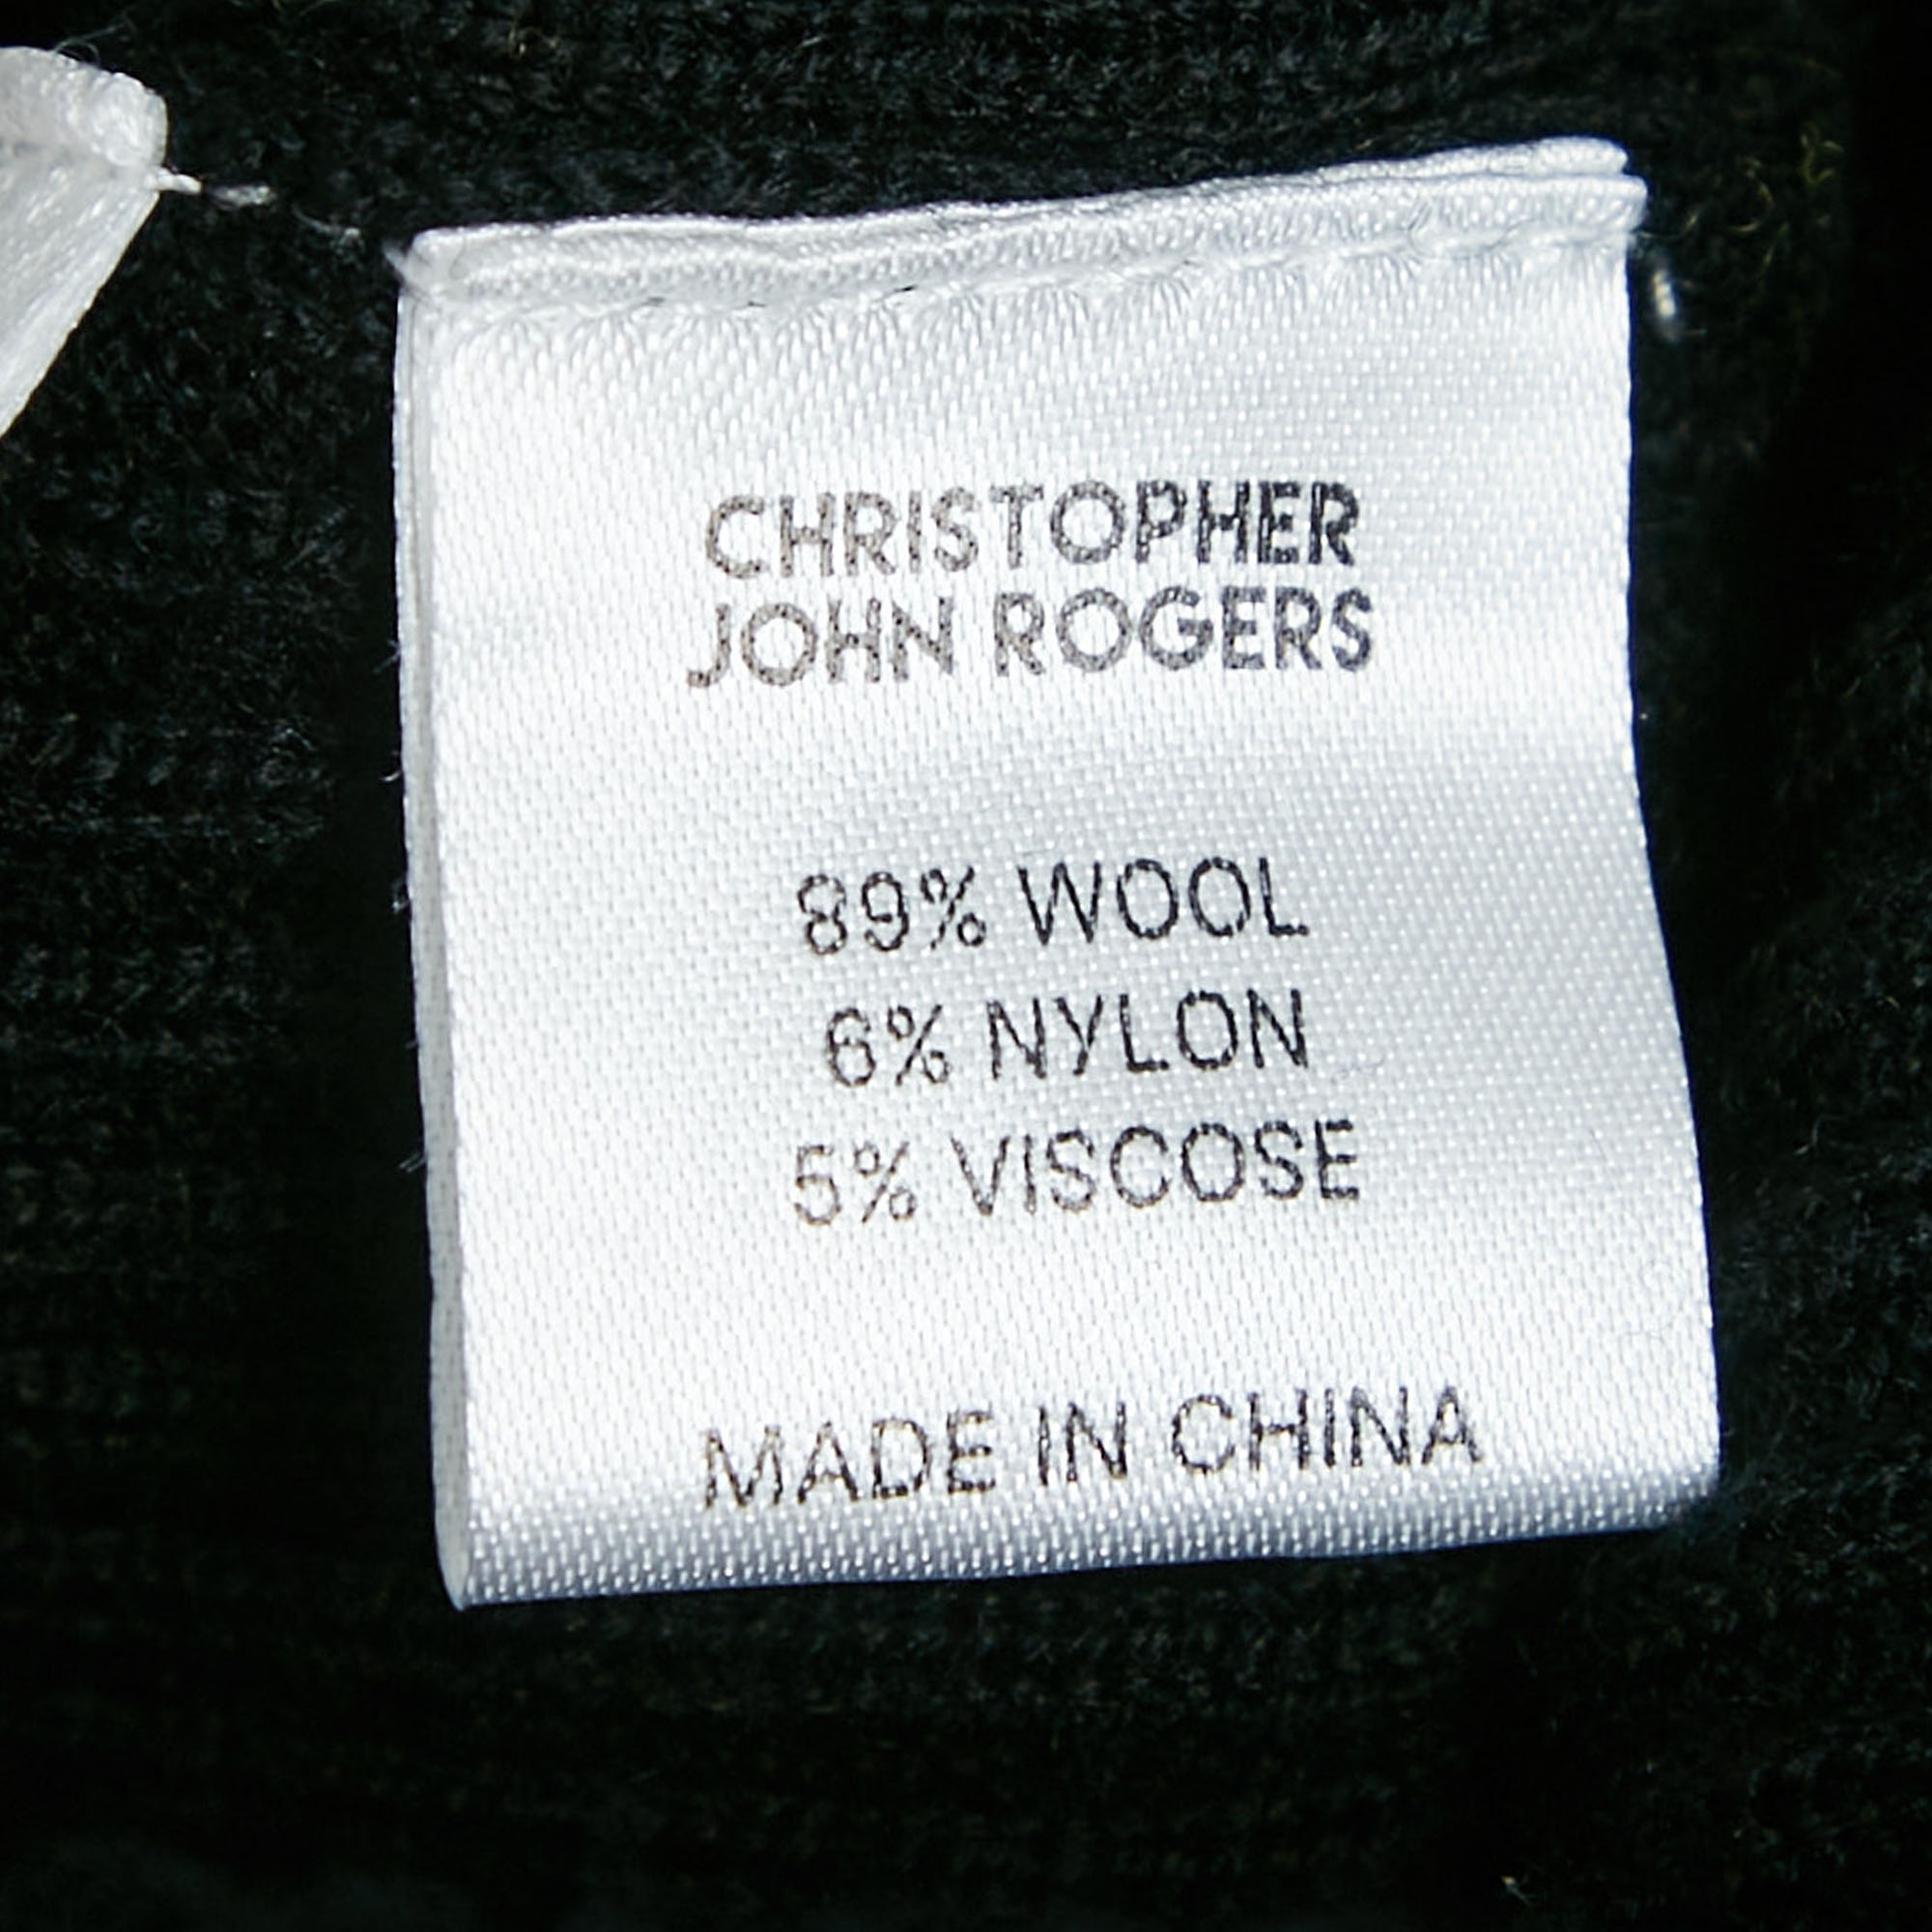 CHRISTOPHER
JOHN ROGERS
89% WOOL
6% NYLON
5% VISCOSE
MADE IN CHINA